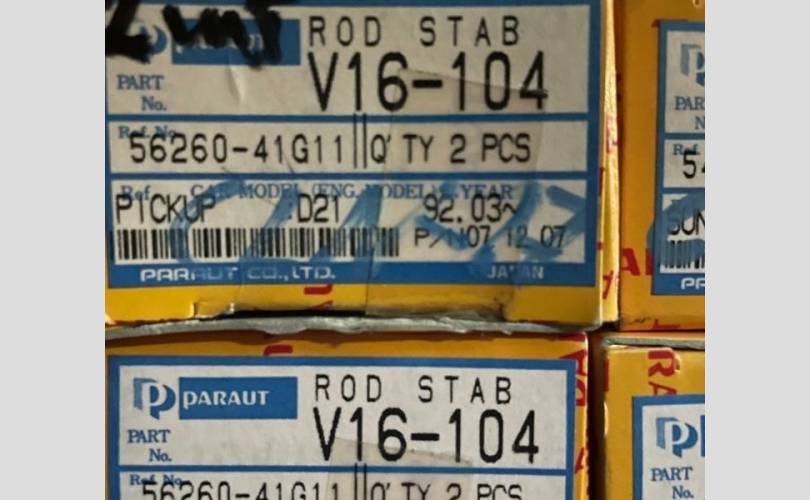 PARAUT
ROD STAB
PART No.
V16-104
Ref. No.
56260-41G11
Q'TY 2 PCS
Ref.
CAR MODEL (ENG. MODEL) YEAR
PICKUP D21 92.03~
P/N07 12 07
PARAUT CO.,LTD. JAPAN
PARAUT
ROD STAB
PART No.
V16-104
Ref. No.
56260-41G11
Q'TY 2 PCS
PART No.